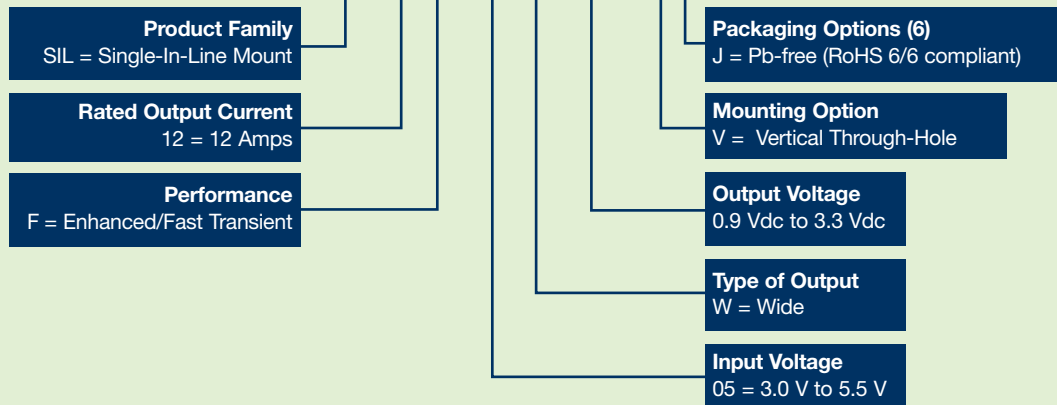 Product Family
SIL = Single-In-Line Mount
Rated Output Current
12 = 12 Amps
Performance
F = Enhanced/Fast Transient
Packaging Options (6)
J = Pb-free (RoHS 6/6 compliant)
Mounting Option
V = Vertical Through-Hole
Output Voltage
0.9 Vdc to 3.3 Vdc
Type of Output
W = Wide
Input Voltage
05 = 3.0 V to 5.5 V